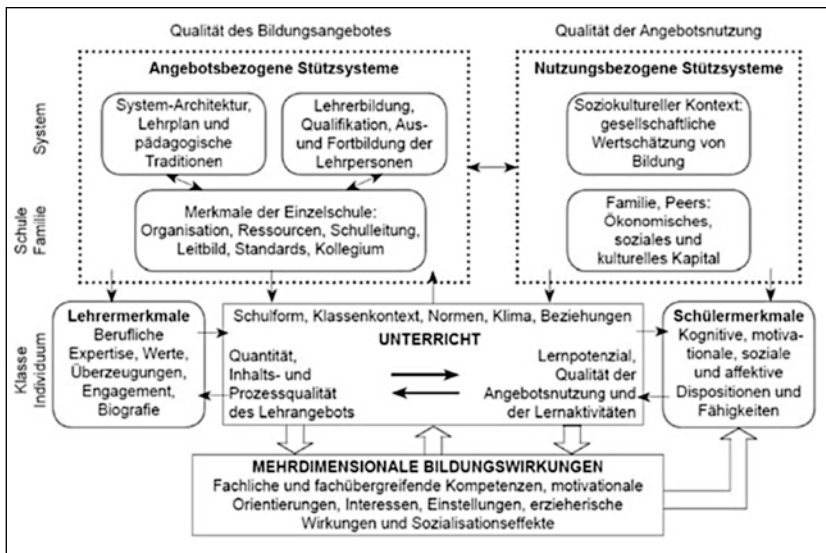 Qualität des Bildungsangebotes
Qualität der Angebotsnutzung
Angebotsbezogene Stützsysteme
Nutzungsbezogene Stützsysteme
System
System-Architektur,
Lehrplan und
pädagogische
Traditionen
Lehrerbildung,
Qualifikation, Aus-
und Fortbildung der
Lehrpersonen
Soziokultureller Kontext:
gesellschaftliche
Wertschätzung von
Bildung
Schule
Familie
Merkmale der Einzelschule:
Organisation, Ressourcen, Schulleitung,
Leitbild, Standards, Kollegium
Familie, Peers:
Ökonomisches,
soziales und
kulturelles Kapital
Klasse
Individuum
Lehrermerkmale
Berufliche
Expertise, Werte,
Überzeugungen,
Engagement,
Biografie
Schulform, Klassenkontext, Normen, Klima, Beziehungen
UNTERRICHT
Quantität,
Inhalts- und
Prozessqualität
des Lehrangebots
Lernpotenzial,
Qualität der
Angebotsnutzung und
der Lernaktivitäten
Schülermerkmale
Kognitive, motiva-
tionale, soziale
und affektive
Dispositionen und
Fähigkeiten
MEHRDIMENSIONALE BILDUNGSWIRKUNGEN
Fachliche und fachübergreifende Kompetenzen, motivationale
Orientierungen, Interessen, Einstellungen, erzieherische
Wirkungen und Sozialisationseffekte